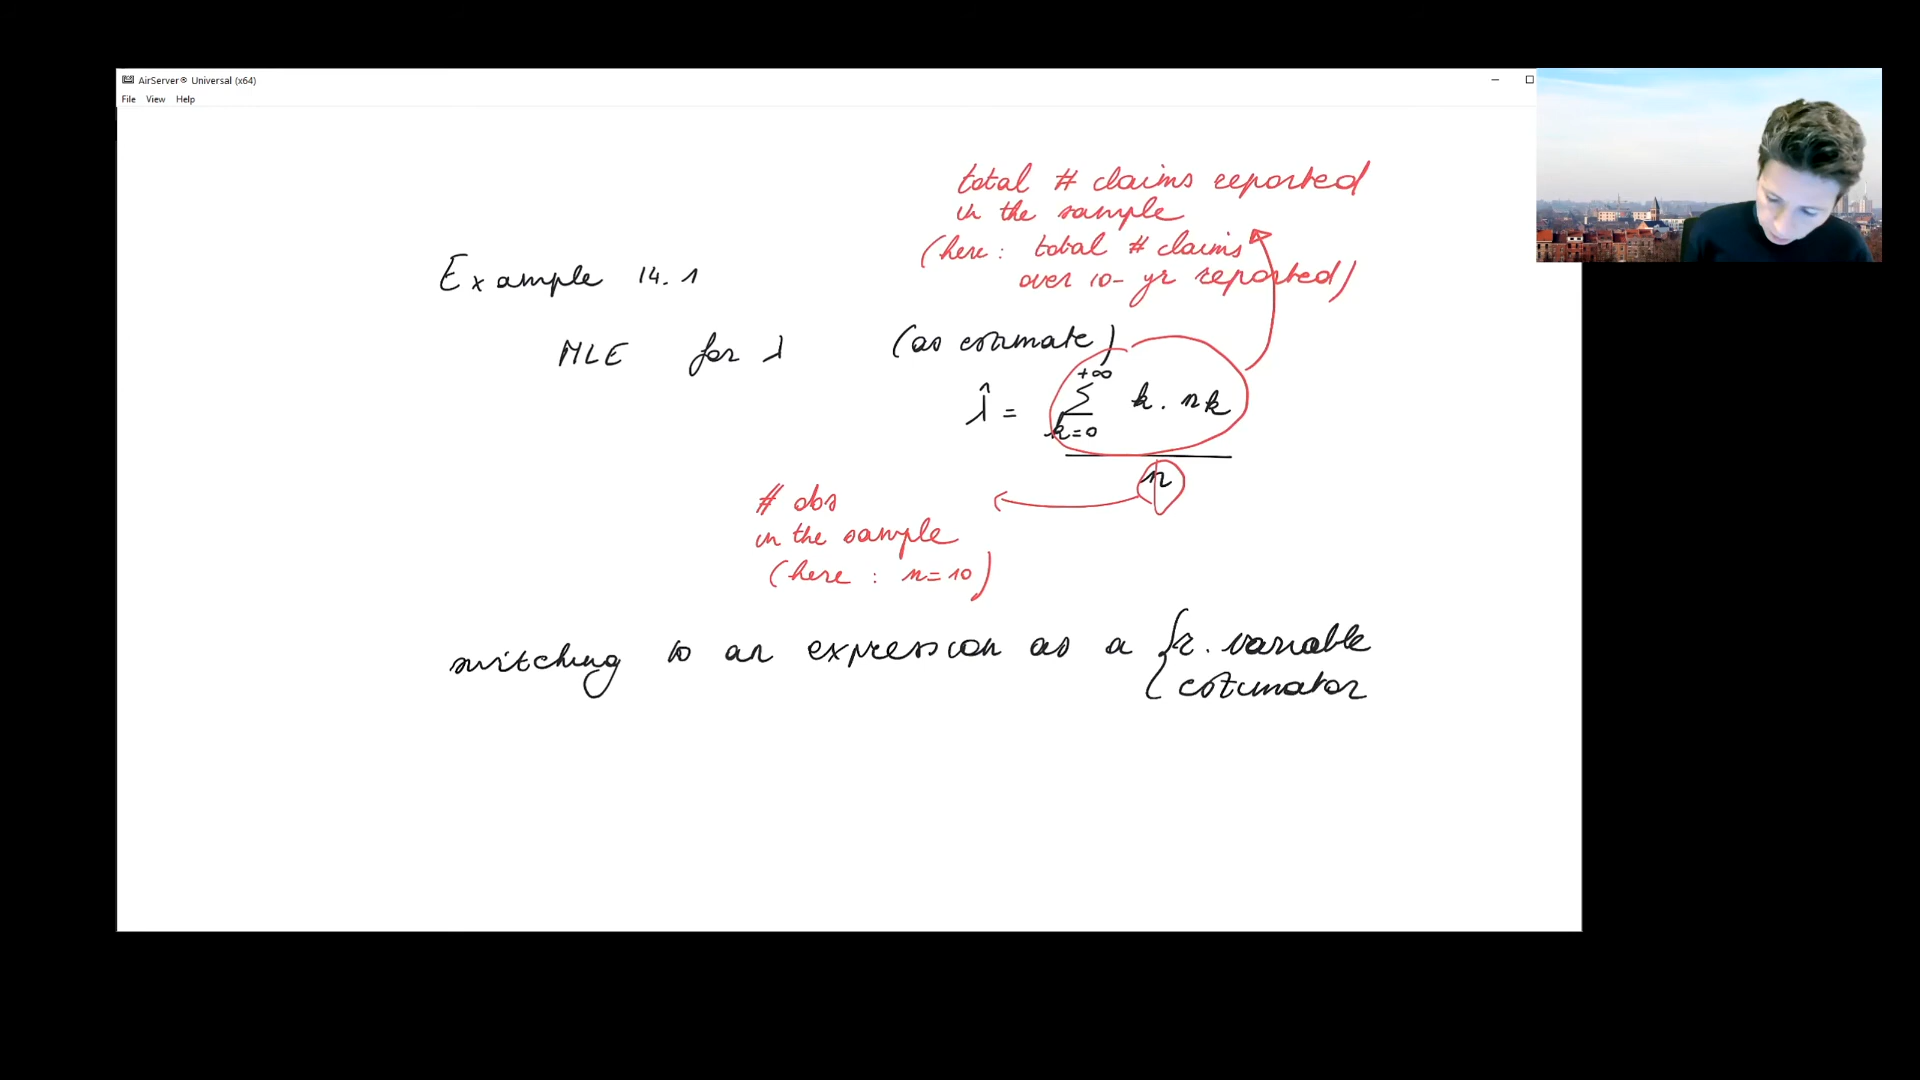 AirServer® Universal (x64)
File View Help
total # claims reported
in the sample
(here: total # claims
over 10-yr reported)
Example 14.1
MLE for λ (as estimate)
λ̂ = 
+∞
∑ k. nk
k=0
n
# obs
in the sample
(here : n=10)
switching to an expression as a { r. variable
estimator